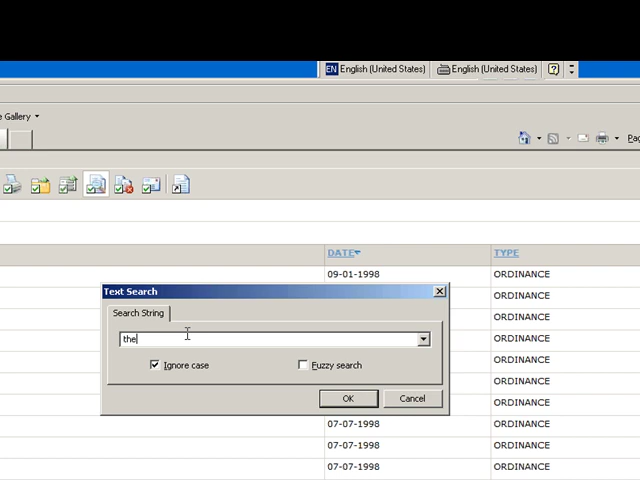 EN English (United States) English (United States)
e Gallery
Pag
DATE TYPE
09-01-1998 ORDINANCE
ORDINANCE
Text Search
Search String
ORDINANCE
the
ORDINANCE
Ignore case Fuzzy search
ORDINANCE
ORDINANCE
OK Cancel
ORDINANCE
07-07-1998 ORDINANCE
07-07-1998 ORDINANCE
07-07-1998 ORDINANCE